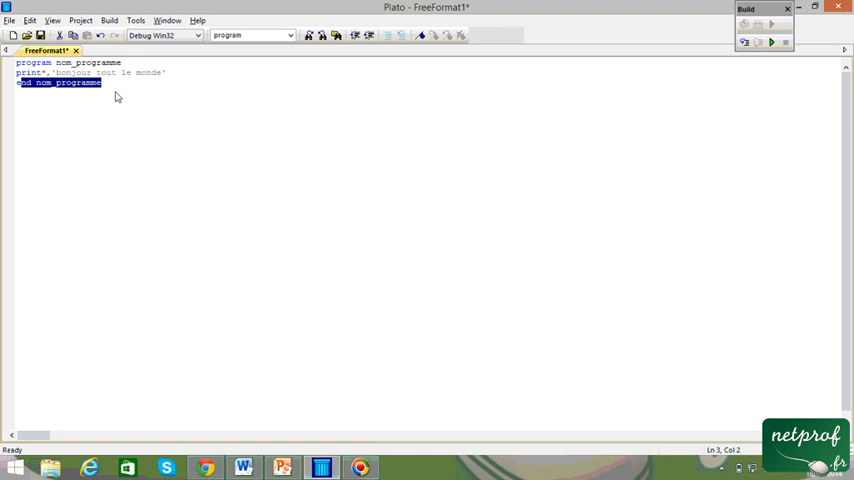 Plato - FreeFormat1*
Build
File Edit View Project Build Tools Window Help
Debug Win32
program
FreeFormat1*
program nom_programme
print*,'bonjour tout le monde'
end nom_programme
Ready
Ln 3, Col 2
netprof
.fr